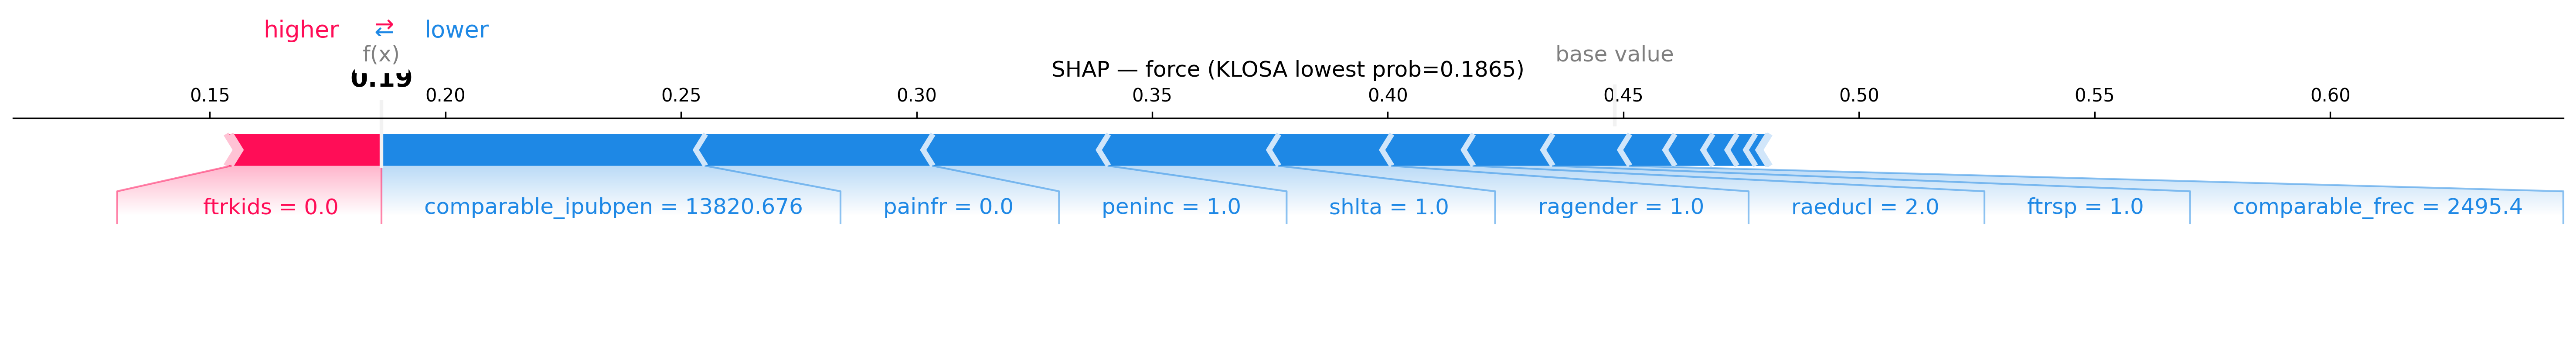 higher ⇄ lower
f(x)
base value
0.19
SHAP — force (KLOSA lowest prob=0.1865)
0.15 0.20 0.25 0.30 0.35 0.40 0.45 0.50 0.55 0.60
ftrkids = 0.0 comparable_ipubpen = 13820.676 painfr = 0.0 peninc = 1.0 shlta = 1.0 ragender = 1.0 raeducl = 2.0 ftrsp = 1.0 comparable_frec = 2495.4